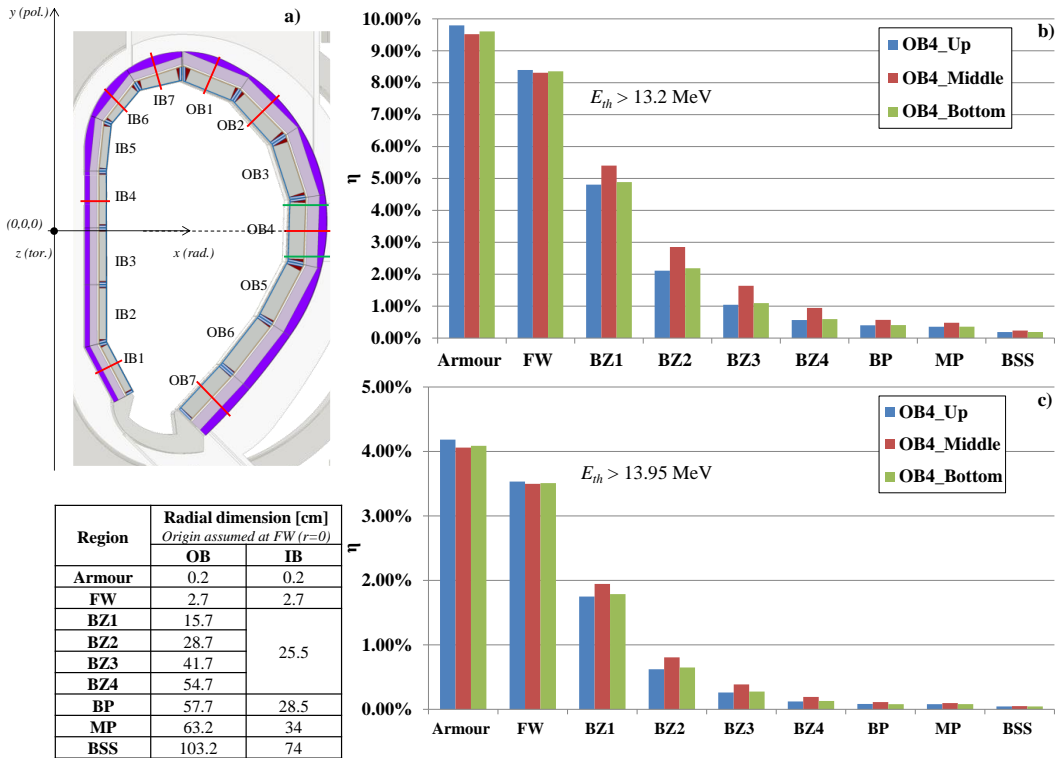 y (pol.)
a)
IB7
OB1
IB6
OB2
IB5
OB3
IB4
(0,0,0)
OB4
z (tor.)
x (rad.)
IB3
OB5
IB2
OB6
IB1
OB7
Region
Radial dimension [cm]
Origin assumed at FW (r=0)
OB IB
Armour 0.2 0.2
FW 2.7 2.7
BZ1 15.7
BZ2 28.7
25.5
BZ3 41.7
BZ4 54.7
BP 57.7 28.5
MP 63.2 34
BSS 103.2 74
b)
10.00%
9.00%
8.00%
7.00%
6.00%
5.00%
4.00%
3.00%
2.00%
1.00%
0.00%
η
Eth > 13.2 MeV
OB4_Up
OB4_Middle
OB4_Bottom
Armour FW BZ1 BZ2 BZ3 BZ4 BP MP BSS
c)
5.00%
4.00%
3.00%
2.00%
1.00%
0.00%
η
Eth > 13.95 MeV
OB4_Up
OB4_Middle
OB4_Bottom
Armour FW BZ1 BZ2 BZ3 BZ4 BP MP BSS